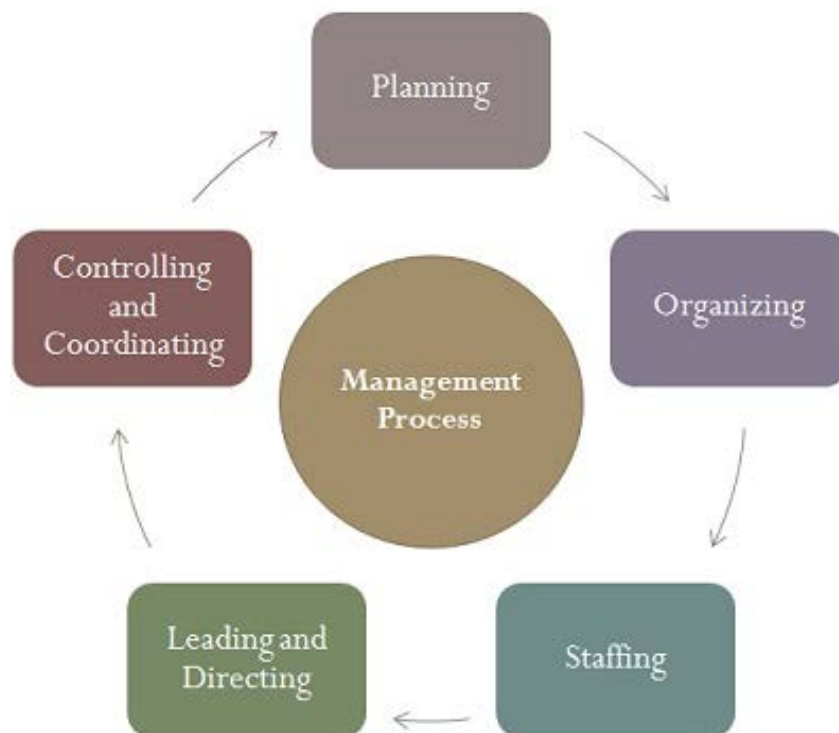 Planning
Organizing
Staffing
Leading and
Directing
Controlling
and
Coordinating
Management
Process